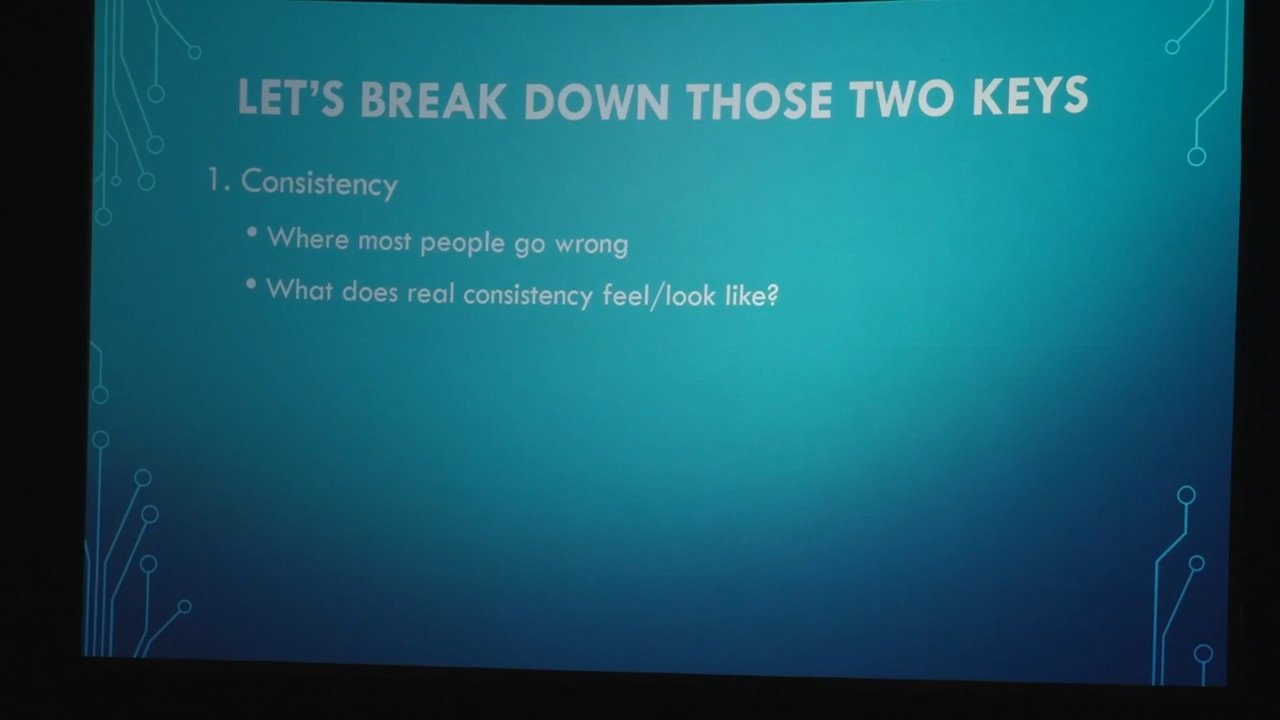 LET'S BREAK DOWN THOSE TWO KEYS
1. Consistency
• Where most people go wrong
• What does real consistency feel/look like?